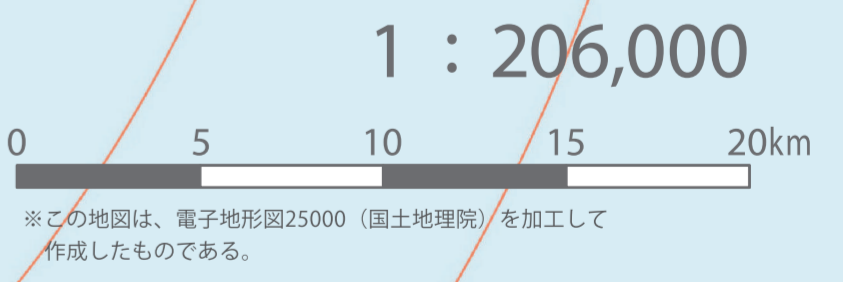 1 : 206,000
0 5 10 15 20km
※この地図は、電子地形図25000（国土地理院）を加工して
作成したものである。